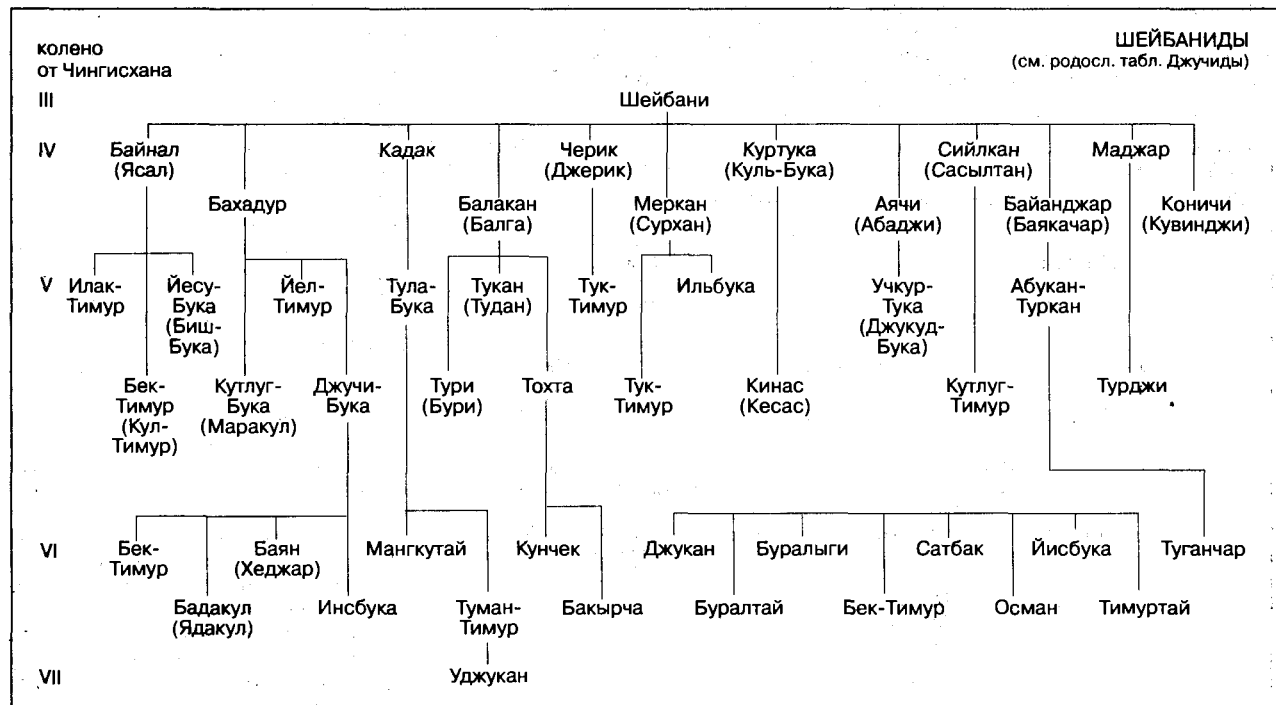 колено
от Чингисхана
ШЕЙБАНИДЫ
(см. родосл. табл. Джучиды)
III
Шейбани
IV
Байнал
(Ясал)
Бахадур
Кадак
Балакан
(Балга)
Черик
(Джерик)
Меркан
(Сурхан)
Куртука
(Куль-Бука)
Аячи
(Абаджи)
Сийлкан
(Сасылтан)
Байанджар
(Баякачар)
Маджар
Коничи
(Кувинджи)
V
Илак-
Тимур
Бек-
Тимур
(Кул-
Тимур)
Йесу-
Бука
(Биш-
Бука)
Кутлуг-
Бука
(Маракул)
Йел-
Тимур
Джучи-
Бука
Тула-
Бука
Тури
(Бури)
Тукан
(Тудан)
Тохта
Тук-
Тимур
Тук-
Тимур
Ильбука
Кинас
(Кесас)
Учкур-
Тука
(Джукуд-
Бука)
Кутлуг-
Тимур
Абукан-
Туркан
Турджи
VI
Бек-
Тимур
Бадакул
(Ядакул)
Баян
(Хеджар)
Инсбука
Мангкутай
Туман-
Тимур
Кунчек
Бакырча
Джукан
Буралтай
Буралыги
Бек-Тимур
Сатбак
Осман
Йисбука
Тимуртай
Туганчар
VII
Уджукан